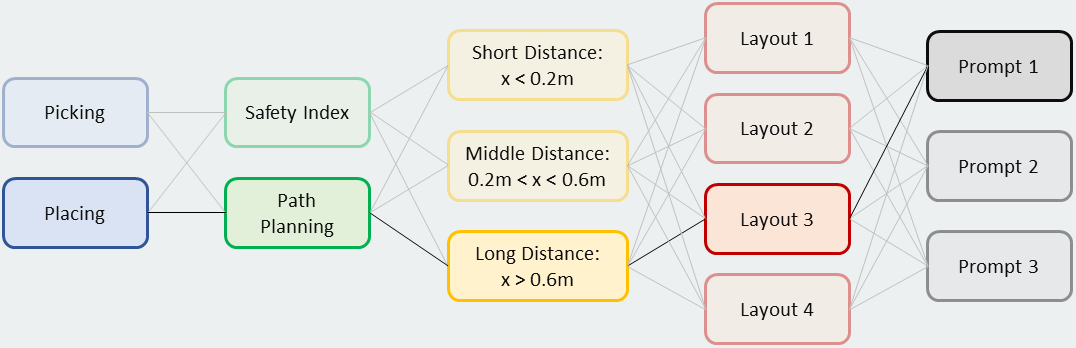 Picking
Placing
Safety Index
Path
Planning
Short Distance:
x < 0.2m
Middle Distance:
0.2m < x < 0.6m
Long Distance:
x > 0.6m
Layout 1
Layout 2
Layout 3
Layout 4
Prompt 1
Prompt 2
Prompt 3